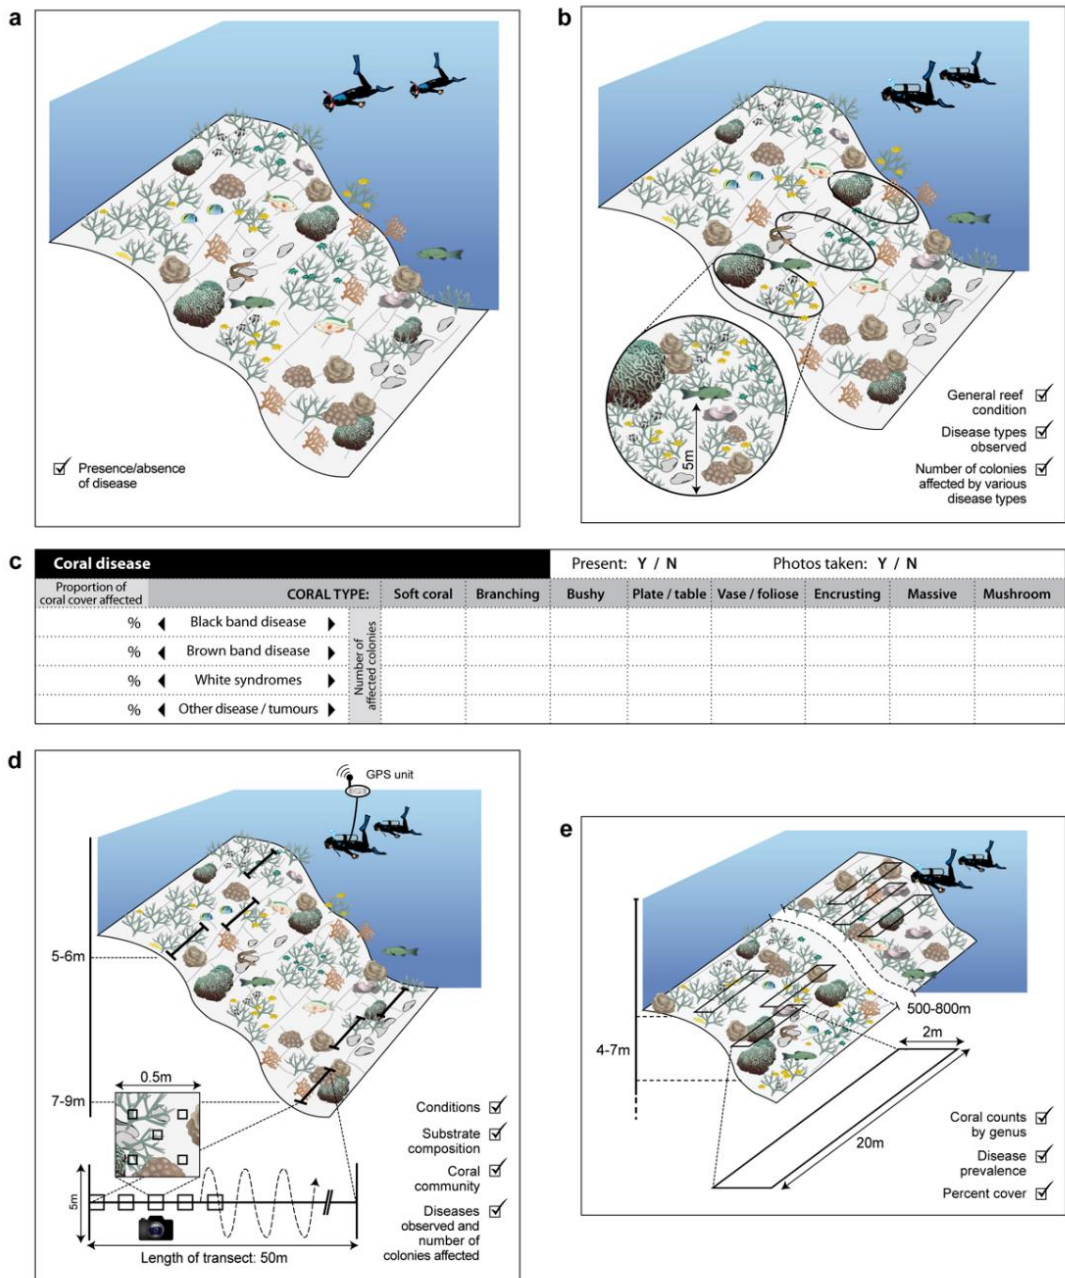 a
Presence/absence
of disease
b
5m
General reef
condition
Disease types
observed
Number of colonies
affected by various
disease types
c
Coral disease
Present: Y / N
Photos taken: Y / N
Proportion of
coral cover affected
CORAL TYPE:
Soft coral
Branching
Bushy
Plate / table
Vase / foliose
Encrusting
Massive
Mushroom
% Black band disease
% Brown band disease
% White syndromes
% Other disease / tumours
Number of
affected colonies
d
GPS unit
5-6m
7-9m
0.5m
5m
Length of transect: 50m
Conditions
Substrate
composition
Coral
community
Diseases
observed and
number of
colonies affected
e
500-800m
4-7m
2m
20m
Coral counts
by genus
Disease
prevalence
Percent cover